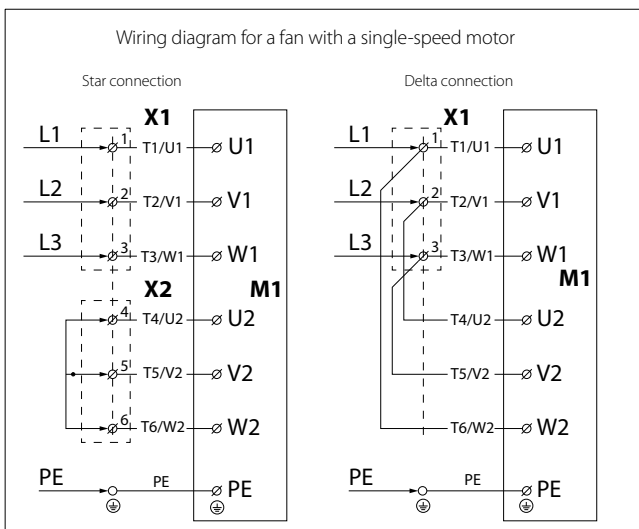 Wiring diagram for a fan with a single-speed motor
Star connection
X1
L1 1 T1/U1 U1
L2 2 T2/V1 V1
L3 3 T3/W1 W1
X2 M1
4 T4/U2 U2
5 T5/V2 V2
6 T6/W2 W2
PE PE PE
Delta connection
X1
L1 1 T1/U1 U1
L2 2 T2/V1 V1
L3 3 T3/W1 W1
M1
T4/U2 U2
T5/V2 V2
T6/W2 W2
PE PE PE